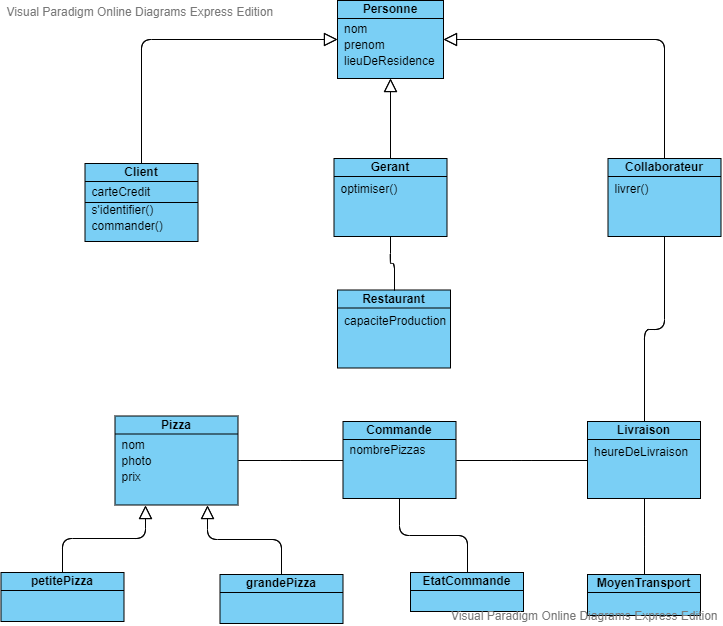 Visual Paradigm Online Diagrams Express Edition
Personne
nom
prenom
lieuDeResidence
Client
carteCredit
s'identifier()
commander()
Gerant
optimiser()
Collaborateur
livrer()
Restaurant
capaciteProduction
Pizza
nom
photo
prix
Commande
nombrePizzas
Livraison
heureDeLivraison
petitePizza
grandePizza
EtatCommande
MoyenTransport
Visual Paradigm Online Diagrams Express Edition